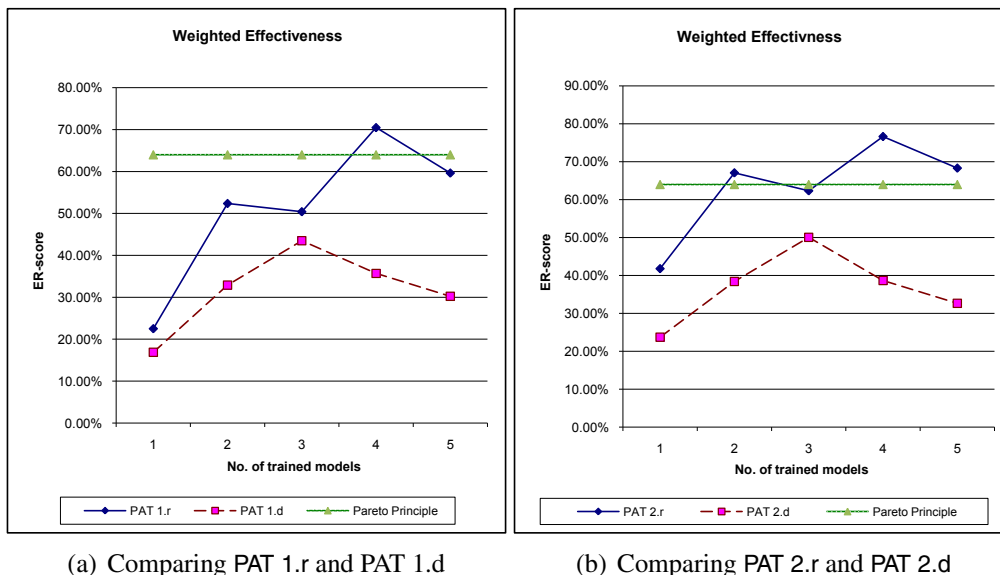 Weighted Effectiveness
80.00%
70.00%
60.00%
50.00%
40.00%
30.00%
20.00%
10.00%
0.00%
ER-score
1 2 3 4 5
No. of trained models
PAT 1.r PAT 1.d Pareto Principle
(a) Comparing PAT 1.r and PAT 1.d
Weighted Effectivness
90.00%
80.00%
70.00%
60.00%
50.00%
40.00%
30.00%
20.00%
10.00%
0.00%
ER-score
1 2 3 4 5
No. of trained models
PAT 2.r PAT 2.d Pareto Principle
(b) Comparing PAT 2.r and PAT 2.d